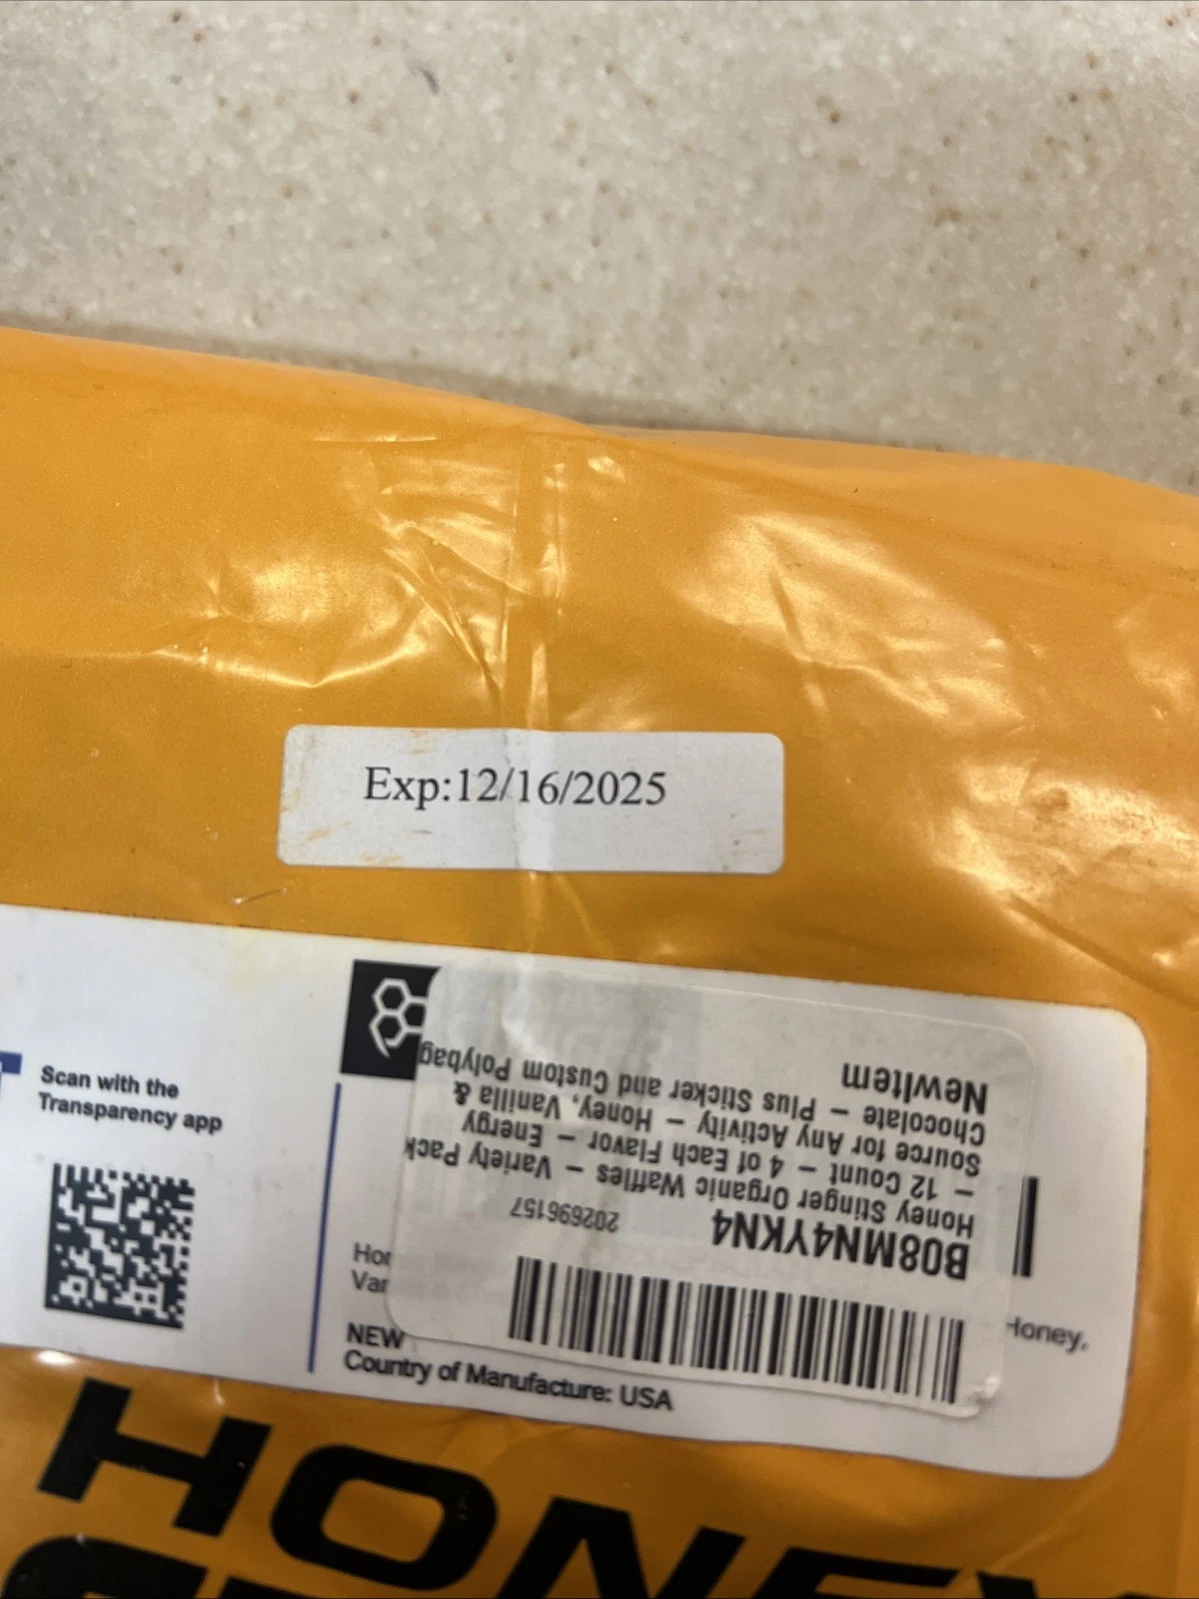 Exp:12/16/2025
Scan with the
Transparency app
B08MN4YKN4 202696157
Honey Stinger Organic Waffles – Variety Pack
– 12 Count – 4 of Each Flavor – Energy
Source for Any Activity – Honey, Vanilla &
Chocolate – Plus Sticker and Custom Polybag
NewItem
Honey,
NEW
Country of Manufacture: USA
HONEY